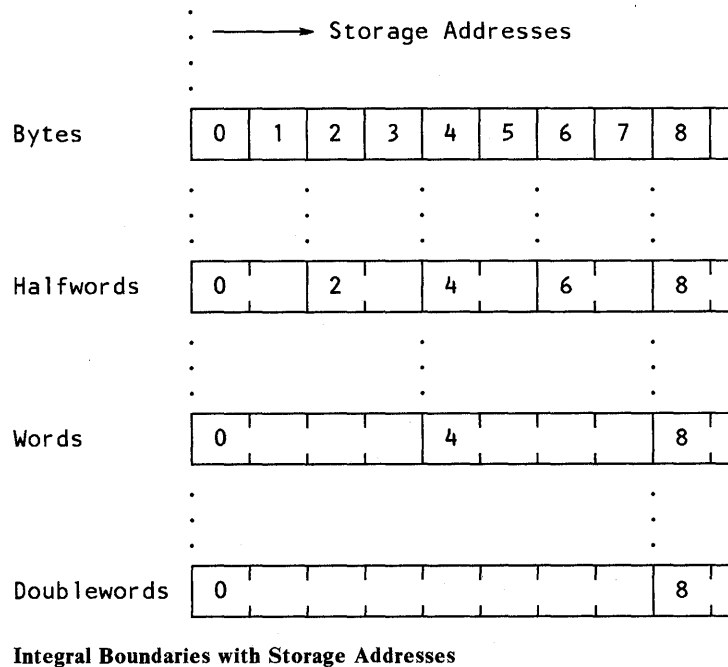 Storage Addresses
Bytes 0 1 2 3 4 5 6 7 8
Halfwords 0 2 4 6 8
Words 0 4 8
Doublewords 0 8
Integral Boundaries with Storage Addresses